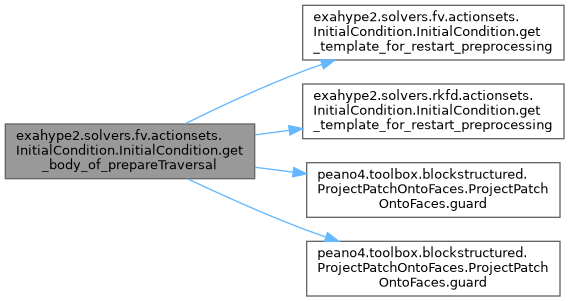 exahype2.solvers.fv.actionsets.
InitialCondition.InitialCondition.get
_template_for_restart_preprocessing
exahype2.solvers.rkfd.actionsets.
InitialCondition.InitialCondition.get
_template_for_restart_preprocessing
exahype2.solvers.fv.actionsets.
InitialCondition.InitialCondition.get
_body_of_prepareTraversal
peano4.toolbox.blockstructured.
ProjectPatchOntoFaces.ProjectPatch
OntoFaces.guard
peano4.toolbox.blockstructured.
ProjectPatchOntoFaces.ProjectPatch
OntoFaces.guard